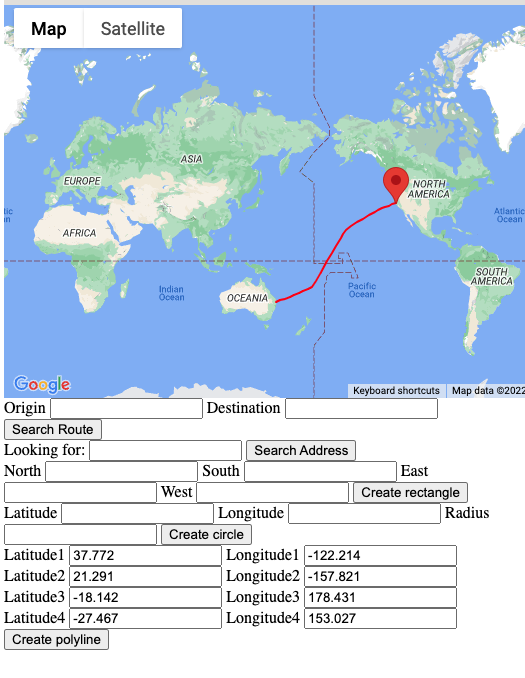 Map Satellite
ASIA
EUROPE
NORTH
AMERICA
AFRICA
Atlantic
Ocean
tic
n
Indian
Ocean
OCEANIA
Pacific
Ocean
SOUTH
AMERICA
Google
Keyboard shortcuts Map data ©2022
Origin Destination
Search Route
Looking for: Search Address
North South East
West Create rectangle
Latitude Longitude Radius
Create circle
Latitude1 37.772 Longitude1 -122.214
Latitude2 21.291 Longitude2 -157.821
Latitude3 -18.142 Longitude3 178.431
Latitude4 -27.467 Longitude4 153.027
Create polyline